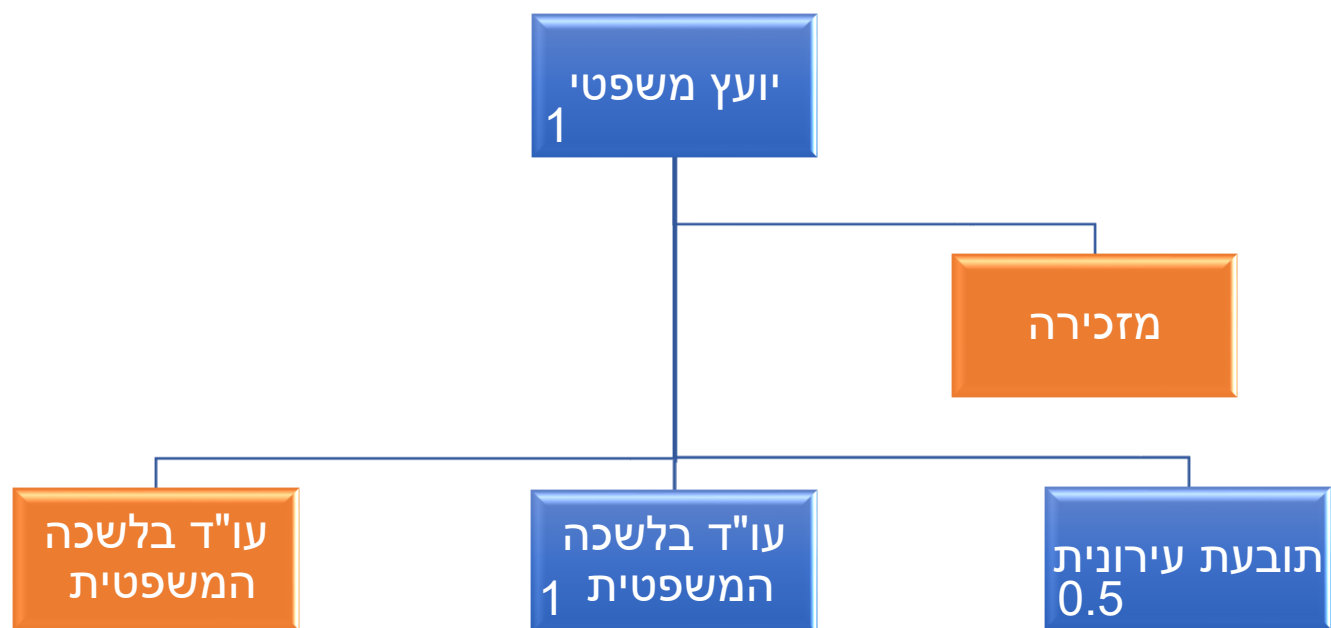 יועץ משפטי
1
מזכירה
תובעת עירונית
0.5
עו"ד בלשכה
המשפטית
1
עו"ד בלשכה
המשפטית